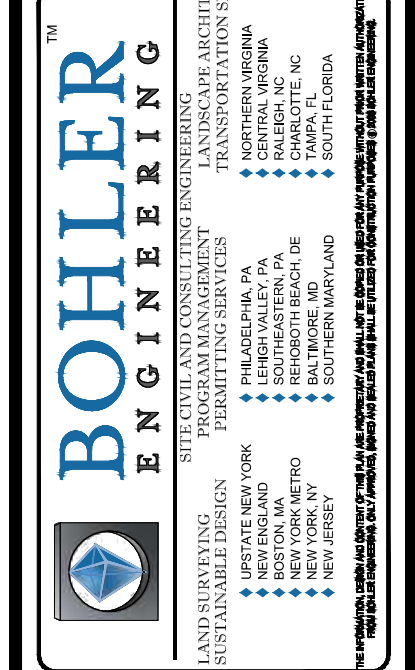 BOHLER™
ENGINEERING
SITE CIVIL AND CONSULTING ENGINEERING
LAND SURVEYING PROGRAM MANAGEMENT LANDSCAPE ARCHIT
SUSTAINABLE DESIGN PERMITTING SERVICES TRANSPORTATION S
UPSTATE NEW YORK PHILADELPHIA, PA NORTHERN VIRGINIA
NEW ENGLAND LEHIGH VALLEY, PA CENTRAL VIRGINIA
BOSTON, MA SOUTHEASTERN, PA RALEIGH, NC
NEW YORK METRO REHOBOTH BEACH, DE CHARLOTTE, NC
NEW YORK, NY BALTIMORE, MD TAMPA, FL
NEW JERSEY SOUTHERN MARYLAND SOUTH FLORIDA
THE INFORMATION, DESIGN AND CONTENT OF THIS PLAN ARE PROPRIETARY AND SHALL NOT BE COPIED OR USED FOR ANY PURPOSE WITHOUT PRIOR WRITTEN AUTHORIZAT
FROM BOHLER ENGINEERING. ONLY APPROVED, SIGNED AND SEALED PLANS SHALL BE UTILIZED FOR CONSTRUCTION PURPOSES © BOHLER ENGINEERING.